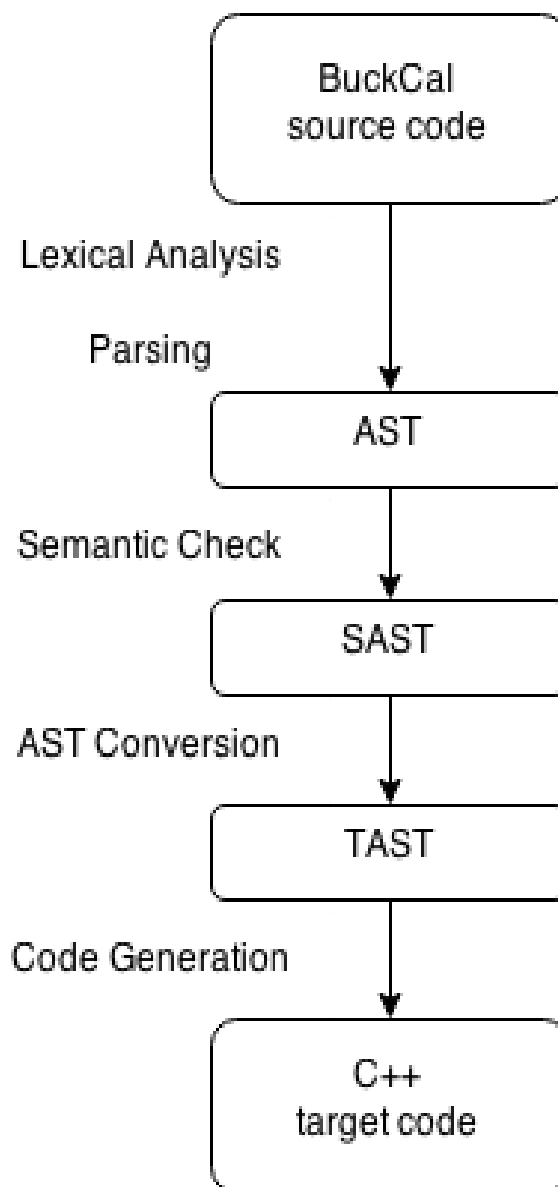 BuckCal
source code
Lexical Analysis
Parsing
AST
Semantic Check
SAST
AST Conversion
TAST
Code Generation
C++
target code